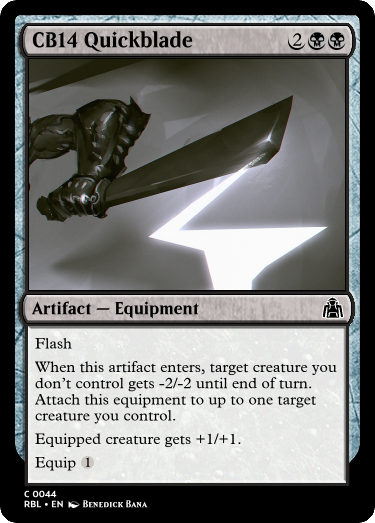 CB14 Quickblade 2
Artifact — Equipment
Flash
When this artifact enters, target creature you
don't control gets -2/-2 until end of turn.
Attach this equipment to up to one target
creature you control.
Equipped creature gets +1/+1.
Equip 1
C 0044
RBL • EN Benedick Bana